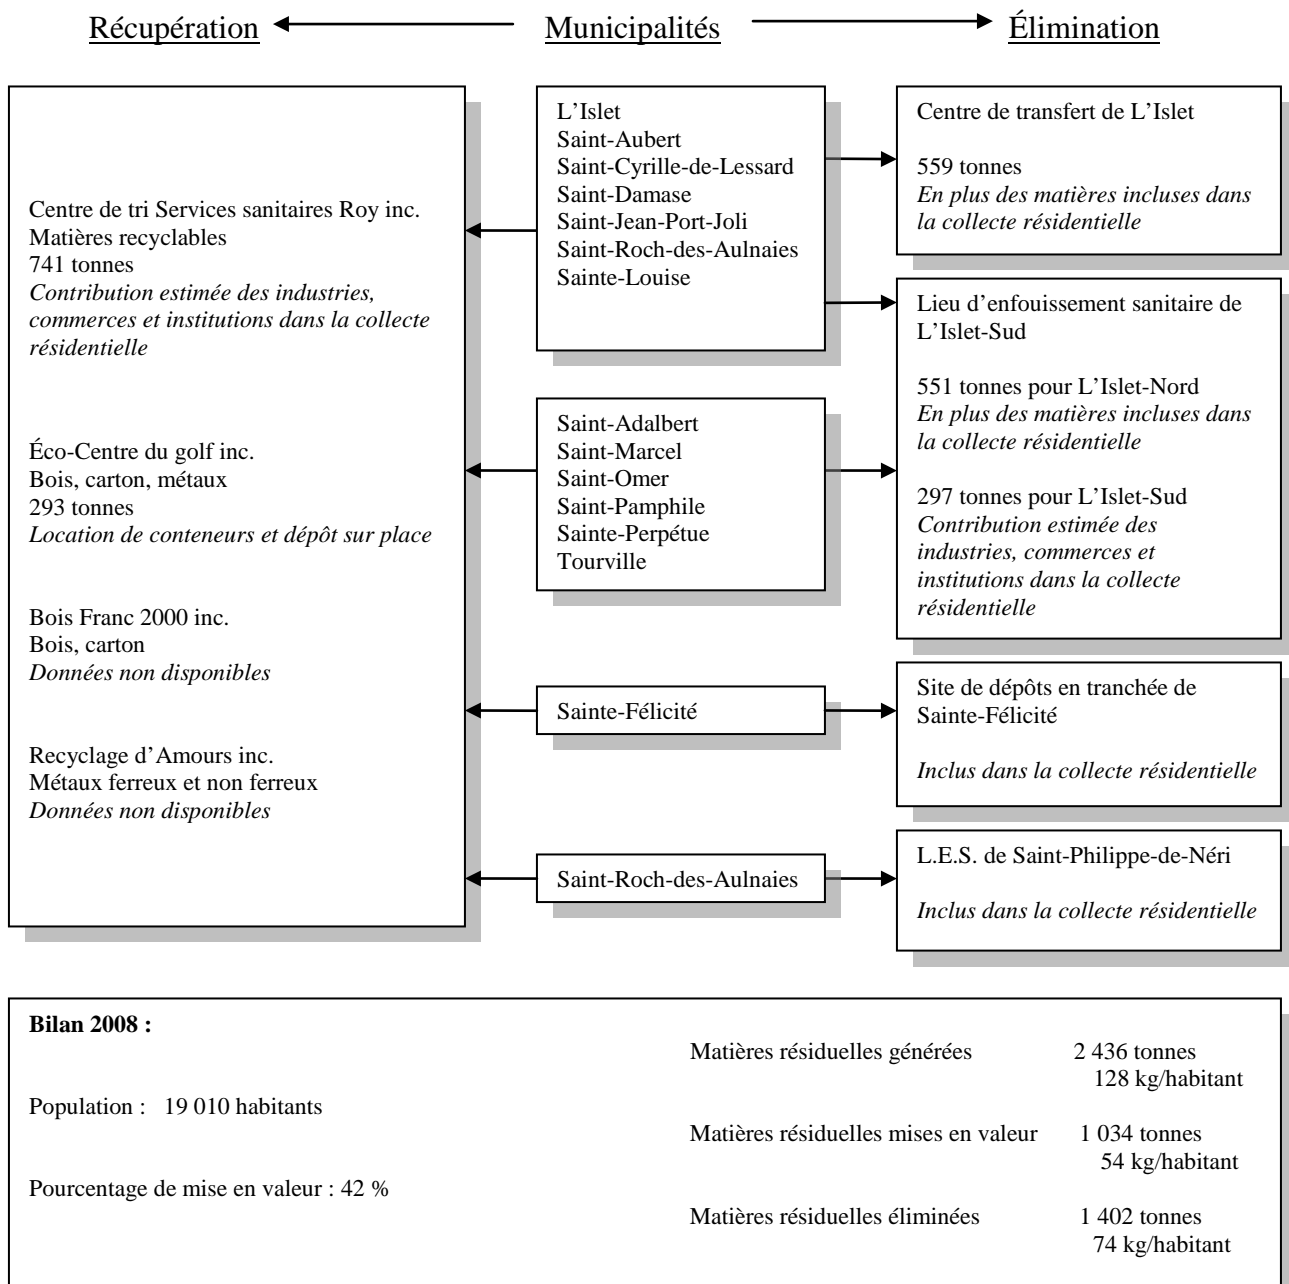 Récupération
Municipalités
Élimination
Centre de tri Services sanitaires Roy inc.
Matières recyclables
741 tonnes
Contribution estimée des industries,
commerces et institutions dans la collecte
résidentielle
Éco-Centre du golf inc.
Bois, carton, métaux
293 tonnes
Location de conteneurs et dépôt sur place
Bois Franc 2000 inc.
Bois, carton
Données non disponibles
Recyclage d’Amours inc.
Métaux ferreux et non ferreux
Données non disponibles
L’Islet
Saint-Aubert
Saint-Cyrille-de-Lessard
Saint-Damase
Saint-Jean-Port-Joli
Saint-Roch-des-Aulnaies
Sainte-Louise
Saint-Adalbert
Saint-Marcel
Saint-Omer
Saint-Pamphile
Sainte-Perpétue
Tourville
Sainte-Félicité
Saint-Roch-des-Aulnaies
Centre de transfert de L’Islet
559 tonnes
En plus des matières incluses dans
la collecte résidentielle
Lieu d’enfouissement sanitaire de
L’Islet-Sud
551 tonnes pour L’Islet-Nord
En plus des matières incluses dans
la collecte résidentielle
297 tonnes pour L’Islet-Sud
Contribution estimée des
industries, commerces et
institutions dans la collecte
résidentielle
Site de dépôts en tranchée de
Sainte-Félicité
Inclus dans la collecte résidentielle
L.E.S. de Saint-Philippe-de-Néri
Inclus dans la collecte résidentielle
Bilan 2008 :
Population : 19 010 habitants
Pourcentage de mise en valeur : 42 %
Matières résiduelles générées 2 436 tonnes
128 kg/habitant
Matières résiduelles mises en valeur 1 034 tonnes
54 kg/habitant
Matières résiduelles éliminées 1 402 tonnes
74 kg/habitant